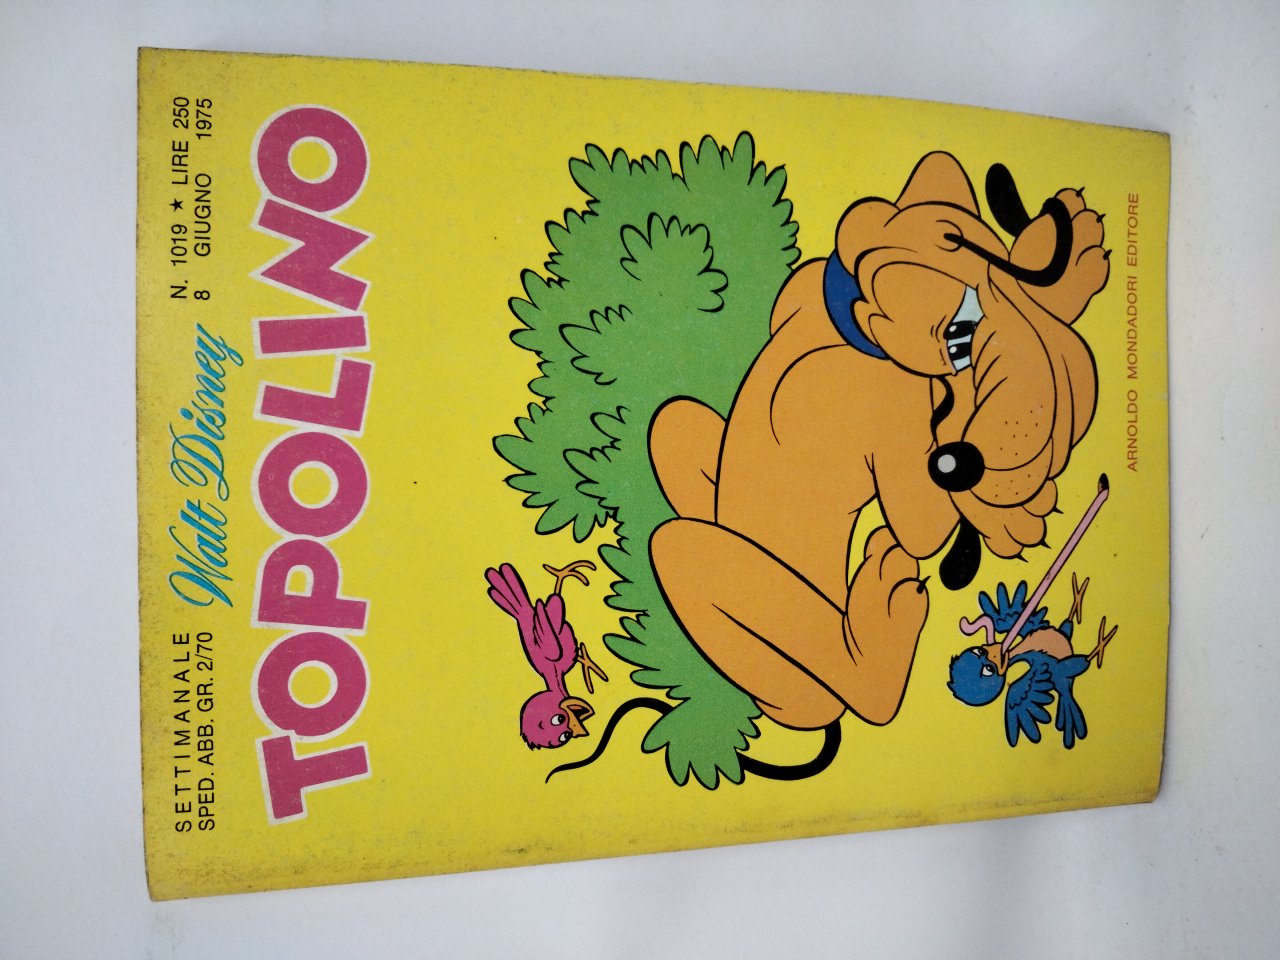 SETTIMANALE
SPED. ABB. GR. 2/70
Walt Disney
N. 1019 ★ LIRE 250
8 GIUGNO 1975
TOPOLINO
ARNOLDO MONDADORI EDITORE